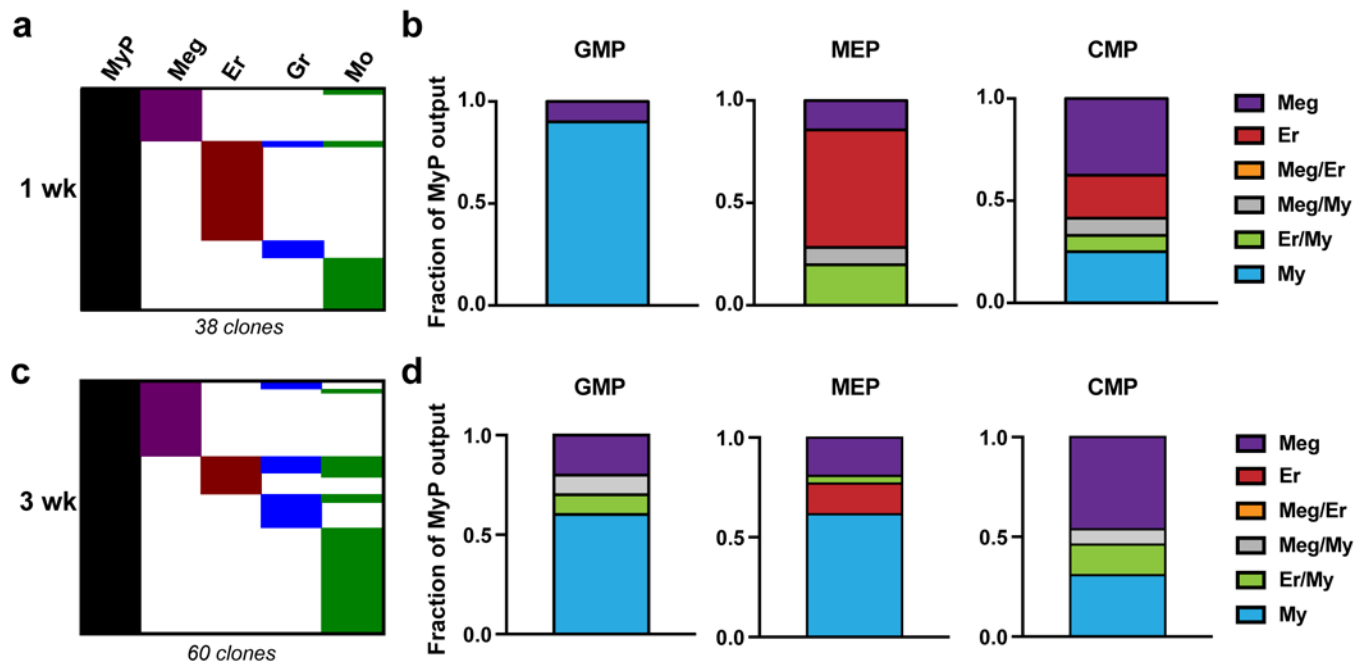 a
MyP Meg Er Gr Mo
1 wk
38 clones
b
GMP MEP CMP
Fraction of MyP output
1.0
0.5
0.0
1.0
0.5
0.0
1.0
0.5
0.0
Meg
Er
Meg/Er
Meg/My
Er/My
My
c
3 wk
60 clones
d
GMP MEP CMP
Fraction of MyP output
1.0
0.5
0.0
1.0
0.5
0.0
1.0
0.5
0.0
Meg
Er
Meg/Er
Meg/My
Er/My
My